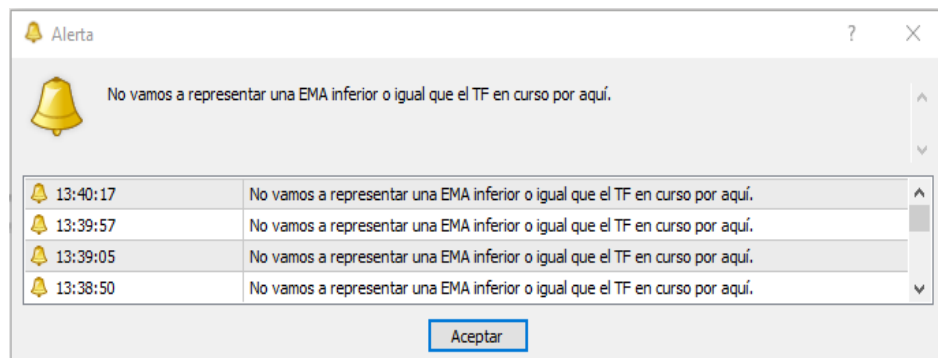 Alerta
No vamos a representar una EMA inferior o igual que el TF en curso por aquí.
13:40:17 No vamos a representar una EMA inferior o igual que el TF en curso por aquí.
13:39:57 No vamos a representar una EMA inferior o igual que el TF en curso por aquí.
13:39:05 No vamos a representar una EMA inferior o igual que el TF en curso por aquí.
13:38:50 No vamos a representar una EMA inferior o igual que el TF en curso por aquí.
Aceptar